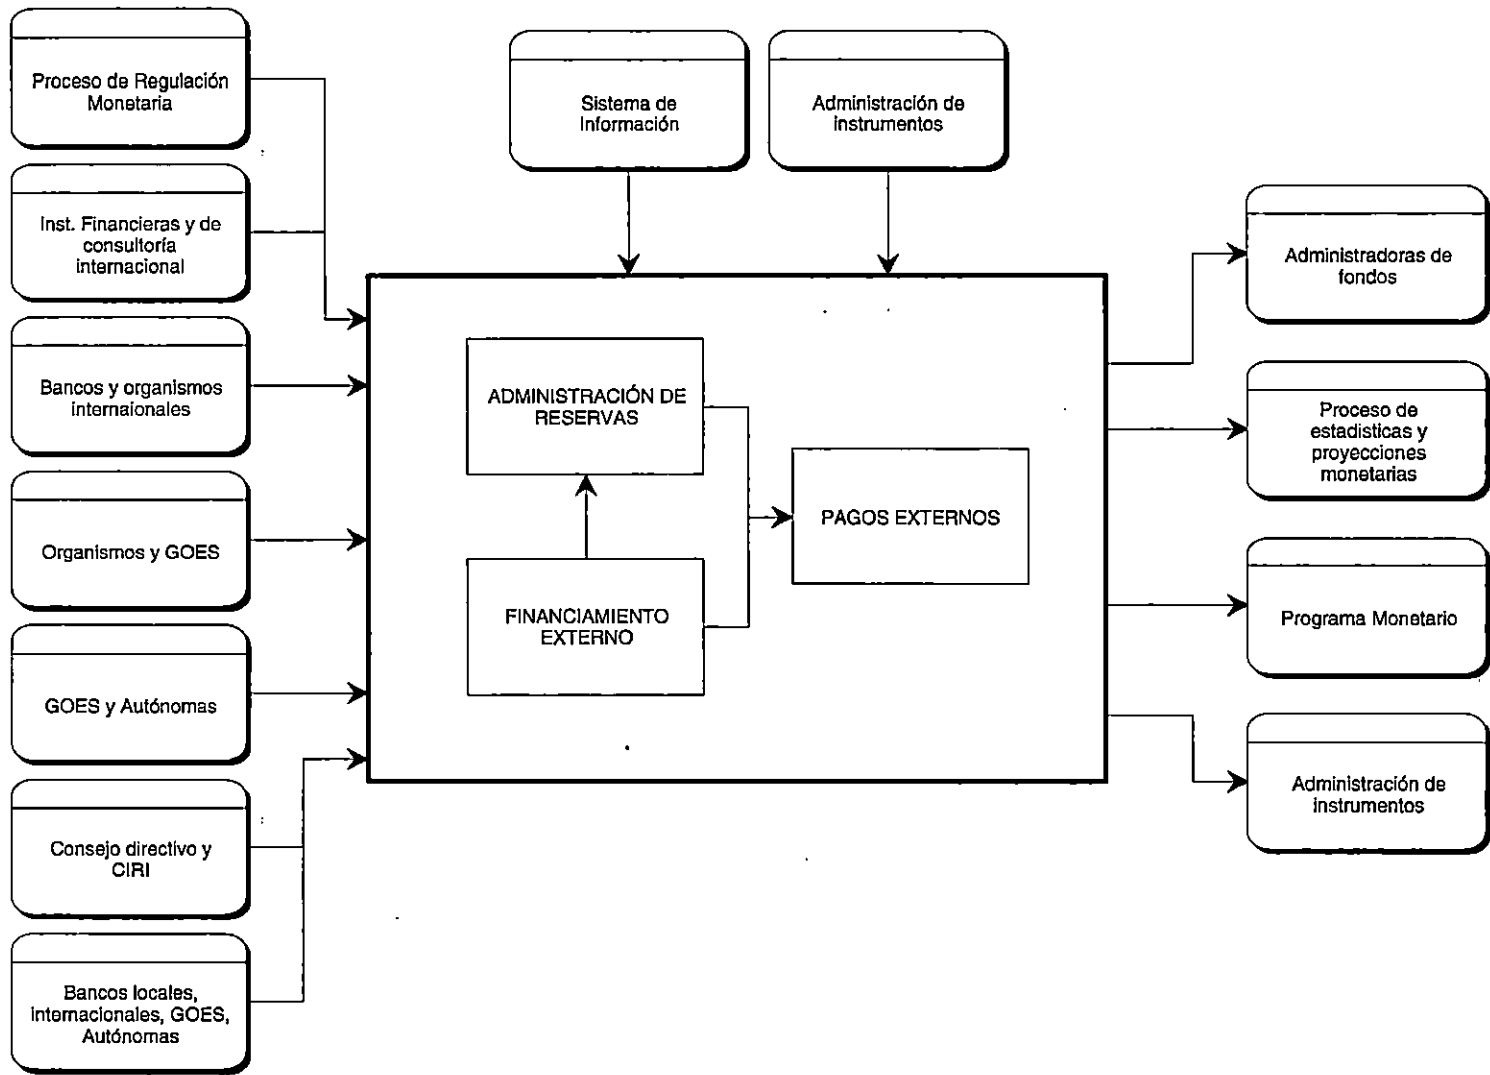 Proceso de Regulación
Monetaria
Inst. Financieras y de
consultoría
internacional
Bancos y organismos
internaionales
Organismos y GOES
GOES y Autónomas
Consejo directivo y
CIRI
Bancos locales,
internacionales, GOES,
Autónomas
Sistema de
Información
Administración de
instrumentos
ADMINISTRACIÓN DE
RESERVAS
FINANCIAMIENTO
EXTERNO
PAGOS EXTERNOS
Administradoras de
fondos
Proceso de
estadisticas y
proyecciones
monetarias
Programa Monetario
Administración de
instrumentos